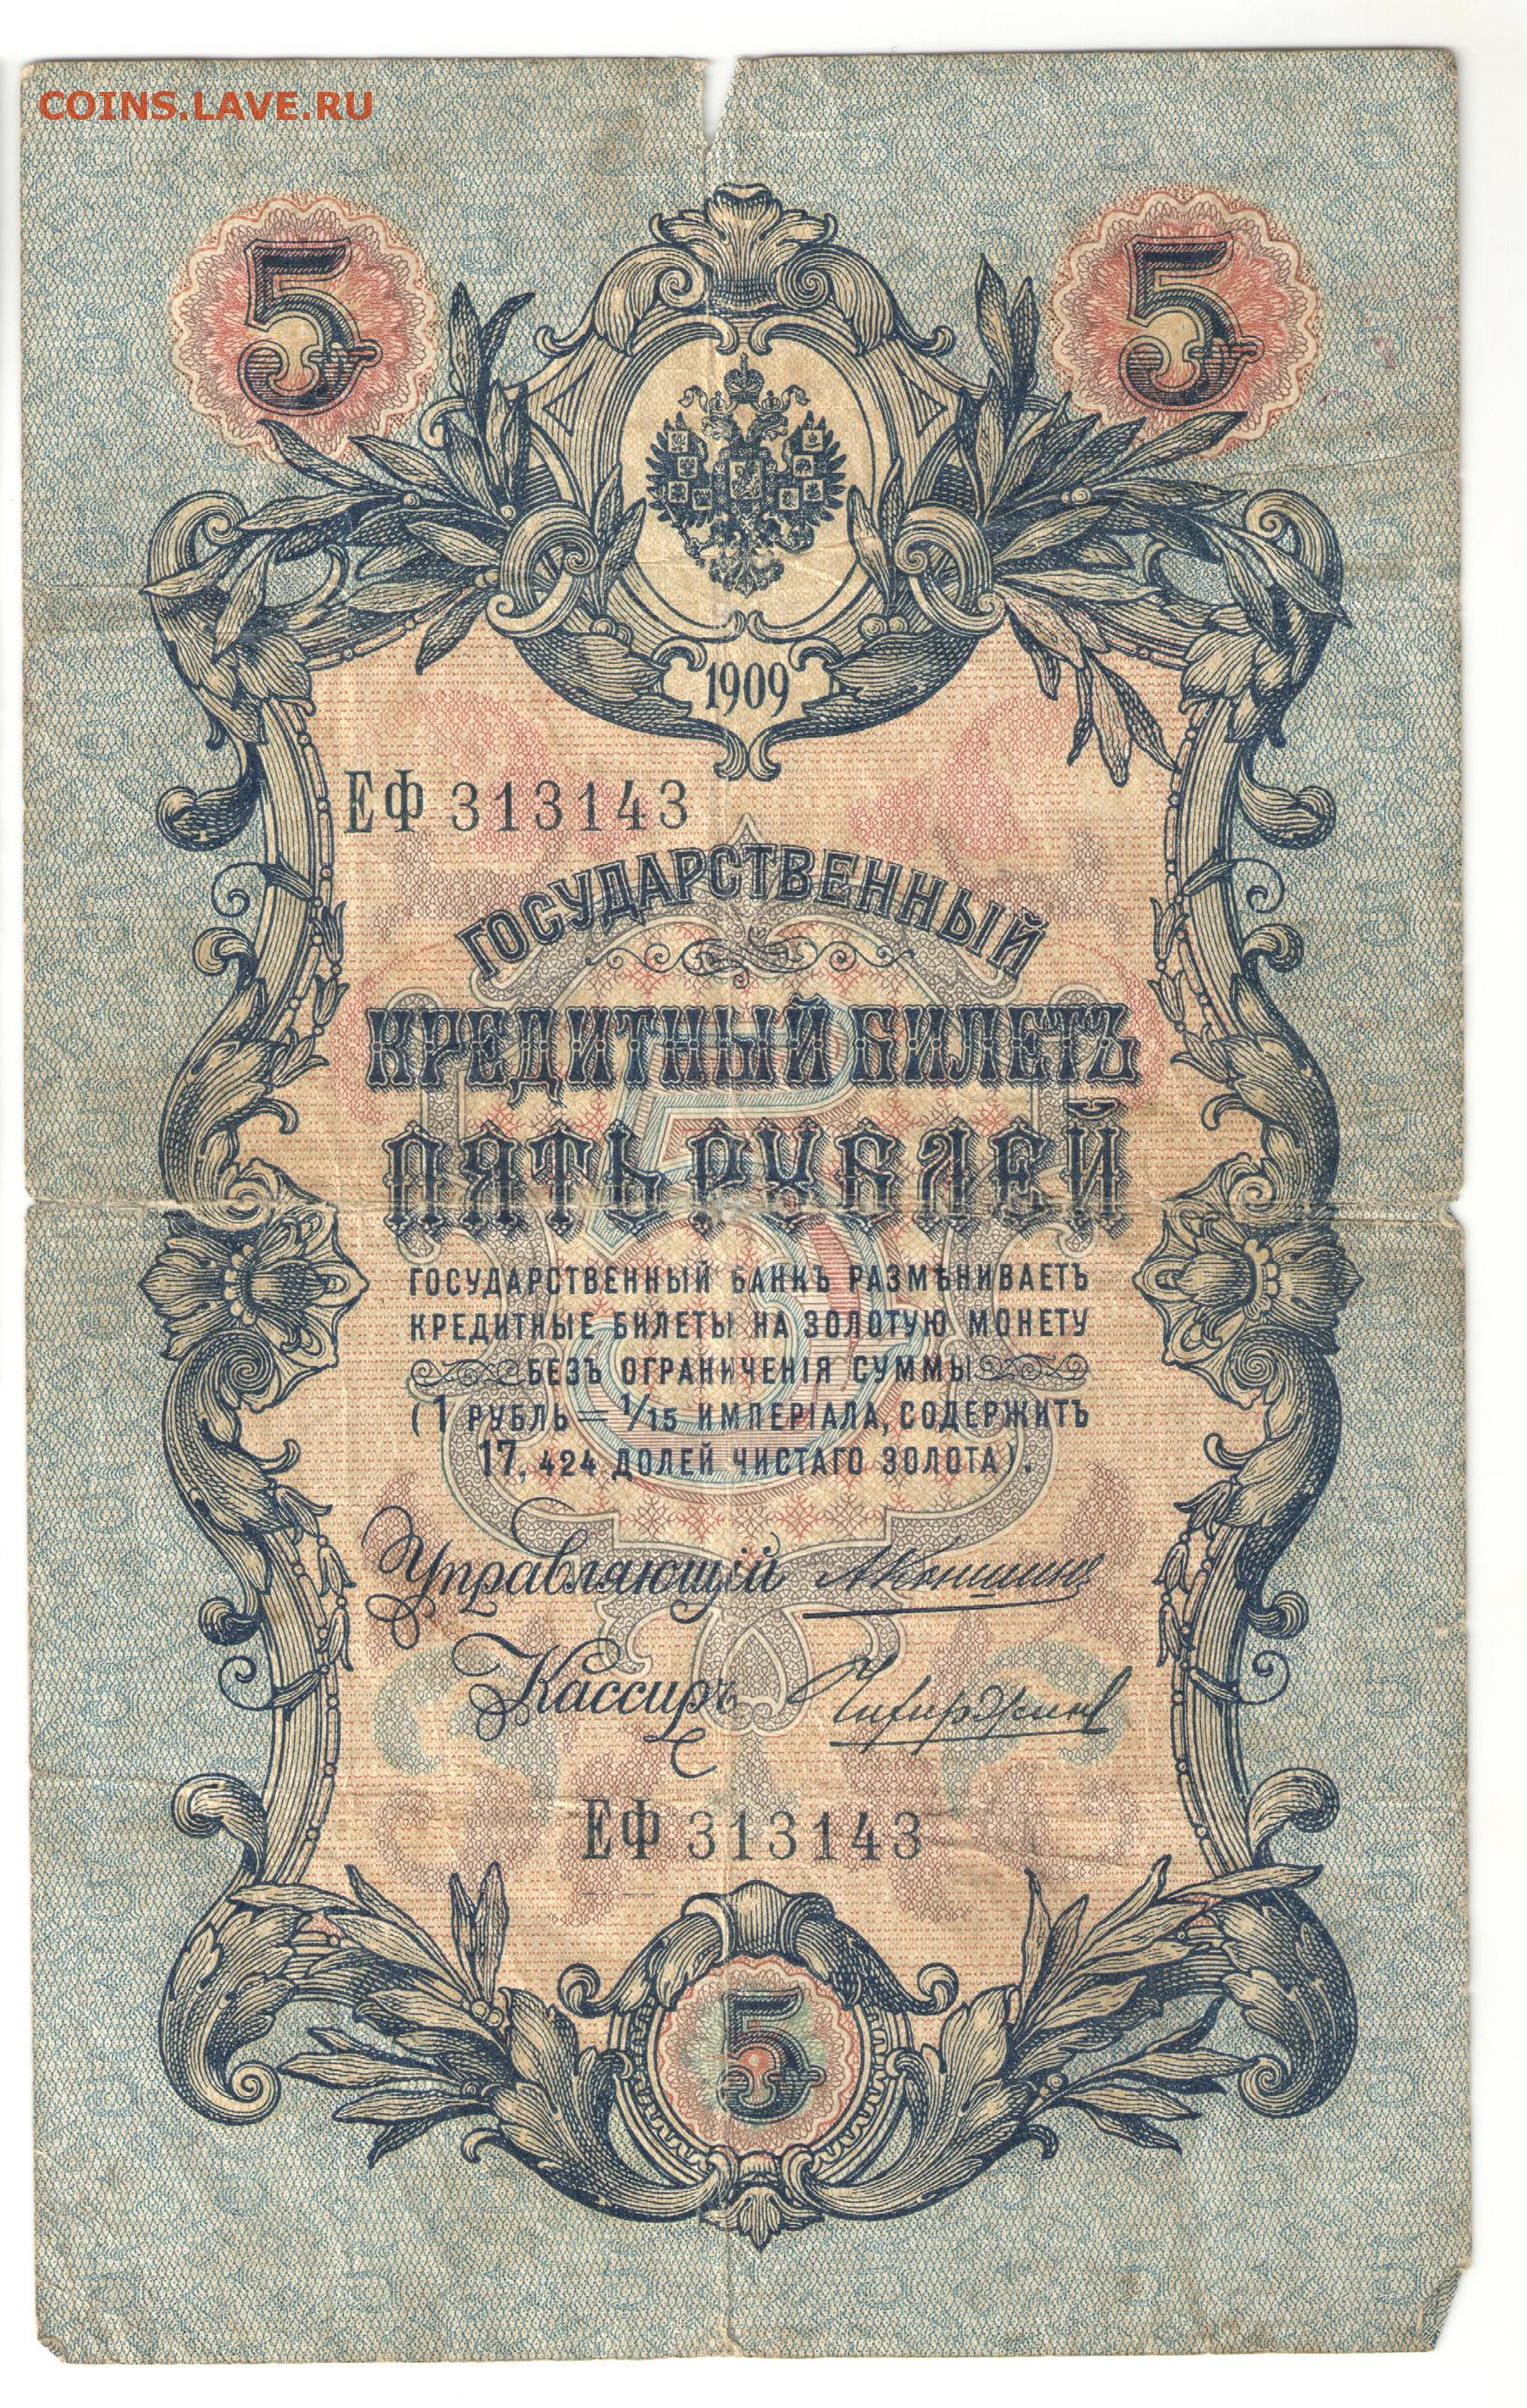 COINS.LAVE.RU
5 5
1909
ЕФ 313143
ГОСУДАРСТВЕННЫЙ
КРЕДИТНЫЙ БИЛЕТЪ
ПЯТЬ РУБЛЕЙ
ГОСУДАРСТВЕННЫЙ БАНКЪ РАЗМѢНИВАЕТЪ
КРЕДИТНЫЕ БИЛЕТЫ НА ЗОЛОТУЮ МОНЕТУ
БЕЗЪ ОГРАНИЧЕНІЯ СУММЫ
(1 РУБЛЬ = 1/15 ИМПЕРІАЛА, СОДЕРЖИТЪ
17,424 ДОЛЕЙ ЧИСТАГО ЗОЛОТА).
Управляющій АКоншинъ
Кассиръ
ЕФ 313143
5